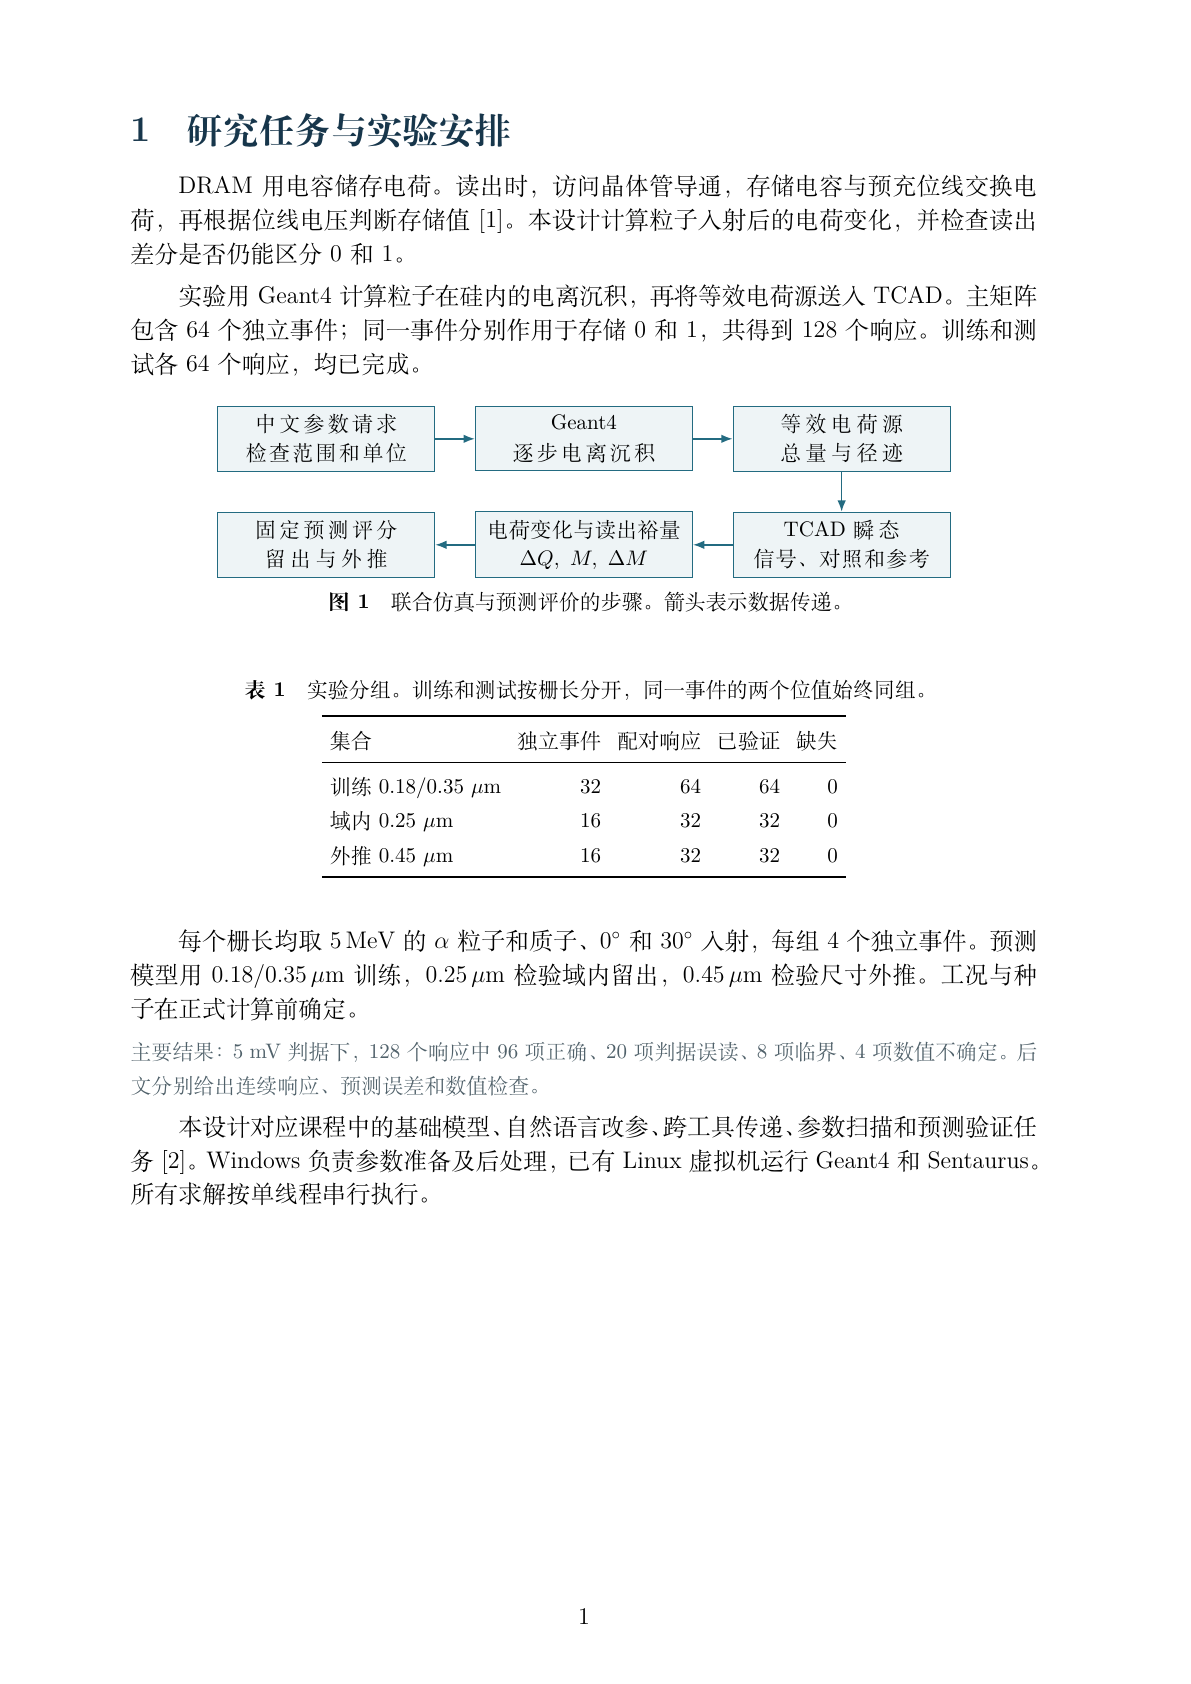 1 研究任务与实验安排
DRAM 用电容储存电荷。读出时，访问晶体管导通，存储电容与预充位线交换电
荷，再根据位线电压判断存储值 [1]。本设计计算粒子入射后的电荷变化，并检查读出
差分是否仍能区分 0 和 1。
实验用 Geant4 计算粒子在硅内的电离沉积，再将等效电荷源送入 TCAD。主矩阵
包含 64 个独立事件；同一事件分别作用于存储 0 和 1，共得到 128 个响应。训练和测
试各 64 个响应，均已完成。
中文参数请求
检查范围和单位
Geant4
逐步电离沉积
等效电荷源
总量与径迹
固定预测评分
留出与外推
电荷变化与读出裕量
ΔQ, M, ΔM
TCAD 瞬态
信号、对照和参考
图 1 联合仿真与预测评价的步骤。箭头表示数据传递。
表 1 实验分组。训练和测试按栅长分开，同一事件的两个位值始终同组。
集合 独立事件 配对响应 已验证 缺失
训练 0.18/0.35 μm 32 64 64 0
域内 0.25 μm 16 32 32 0
外推 0.45 μm 16 32 32 0
每个栅长均取 5 MeV 的 α 粒子和质子、0° 和 30° 入射，每组 4 个独立事件。预测
模型用 0.18/0.35 μm 训练，0.25 μm 检验域内留出，0.45 μm 检验尺寸外推。工况与种
子在正式计算前确定。
主要结果：5 mV 判据下，128 个响应中 96 项正确、20 项判据误读、8 项临界、4 项数值不确定。后
文分别给出连续响应、预测误差和数值检查。
本设计对应课程中的基础模型、自然语言改参、跨工具传递、参数扫描和预测验证任
务 [2]。Windows 负责参数准备及后处理，已有 Linux 虚拟机运行 Geant4 和 Sentaurus。
所有求解按单线程串行执行。
1